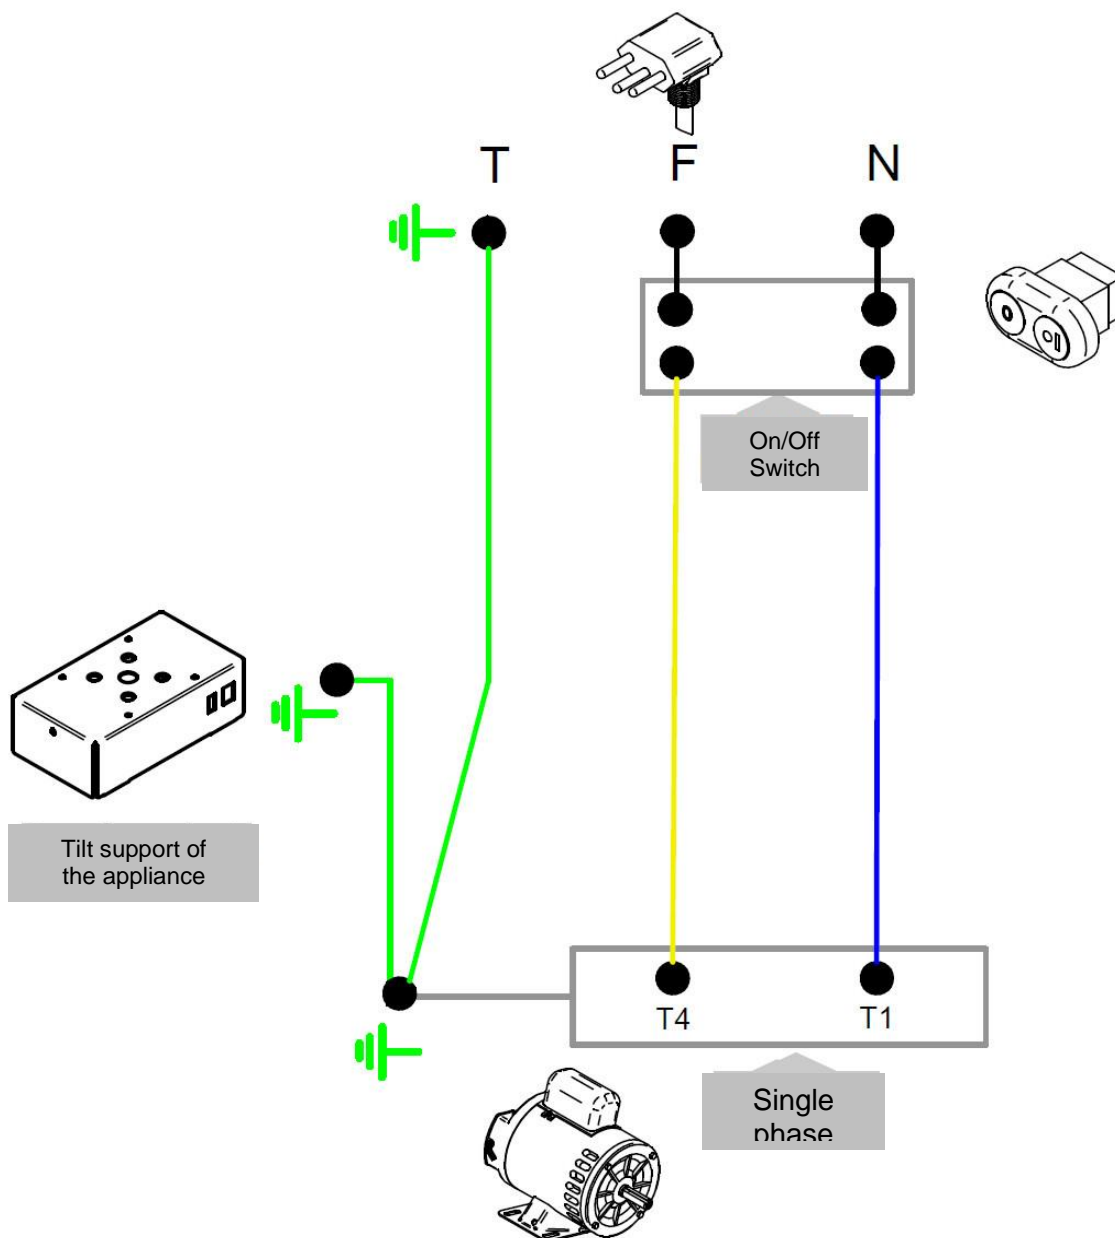 T F N
On/Off
Switch
Tilt support of
the appliance
T4 T1
Single
phase